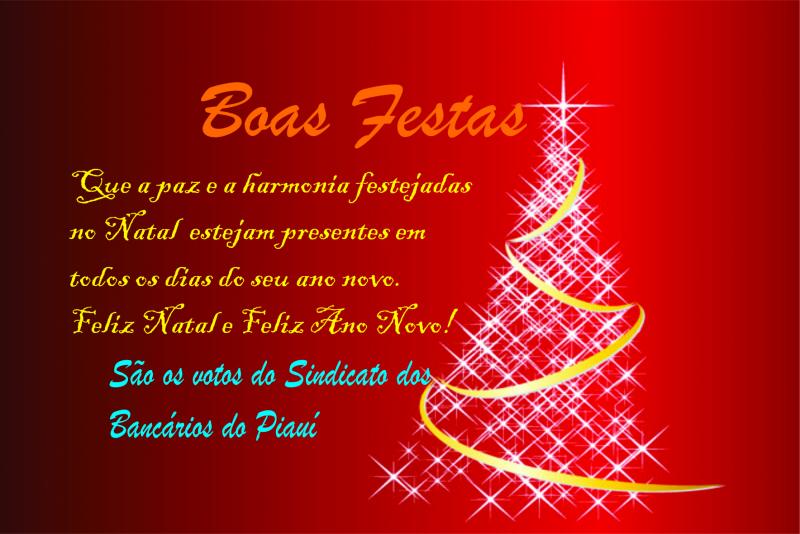 Boas Festas
Que a paz e a harmonia festejadas
no Natal estejam presentes em
todos os dias do seu ano novo.
Feliz Natal e Feliz Ano Novo!
São os votos do Sindicato dos
Bancários do Piauí